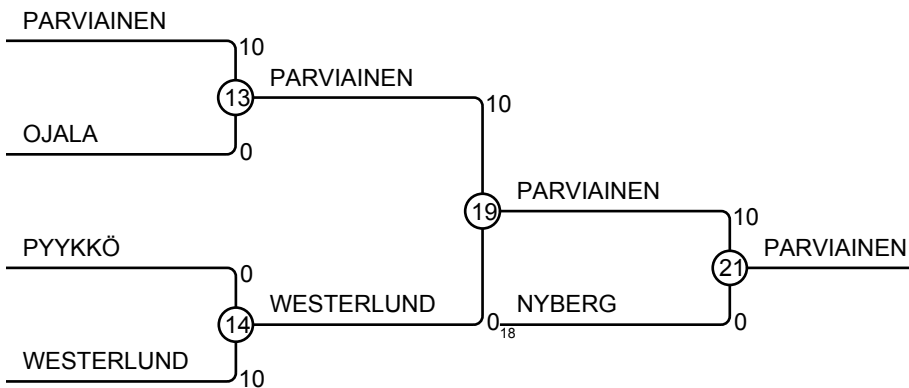 PARVIAINEN
10
13
PARVIAINEN
10
OJALA
0
19
PARVIAINEN
10
PYYKKÖ
0
21
PARVIAINEN
14
WESTERLUND
0
18
NYBERG
0
WESTERLUND
10